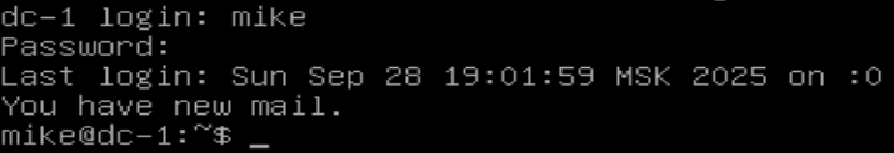 dc-1 login: mike
Password:
Last login: Sun Sep 28 19:01:59 MSK 2025 on :0
You have new mail.
mike@dc-1:~$ _